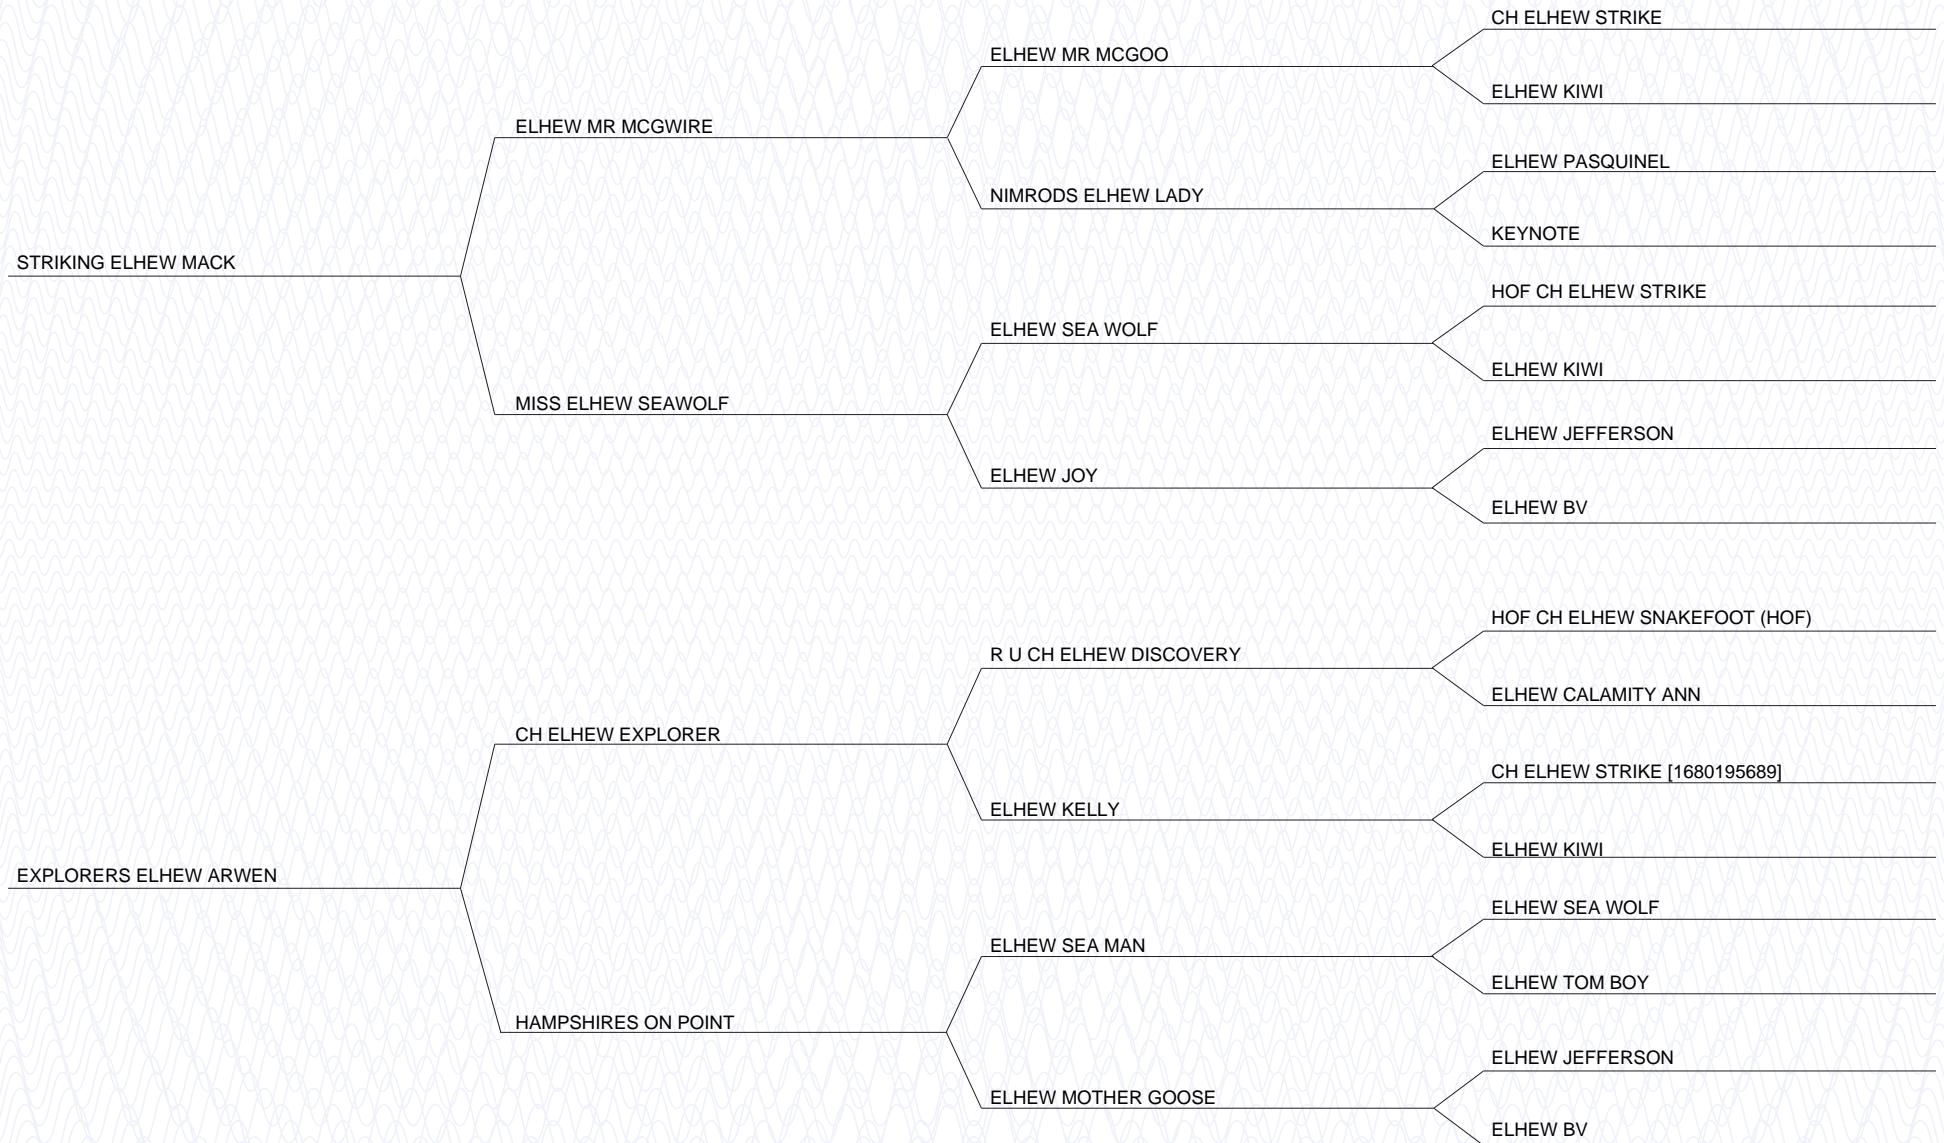 CH ELHEW STRIKE
ELHEW MR MCGOO
ELHEW KIWI
ELHEW MR MCGWIRE
ELHEW PASQUINEL
NIMRODS ELHEW LADY
KEYNOTE
STRIKING ELHEW MACK
HOF CH ELHEW STRIKE
ELHEW SEA WOLF
ELHEW KIWI
MISS ELHEW SEAWOLF
ELHEW JEFFERSON
ELHEW JOY
ELHEW BV
HOF CH ELHEW SNAKEFOOT (HOF)
R U CH ELHEW DISCOVERY
ELHEW CALAMITY ANN
CH ELHEW EXPLORER
CH ELHEW STRIKE [1680195689]
ELHEW KELLY
ELHEW KIWI
EXPLORERS ELHEW ARWEN
ELHEW SEA WOLF
ELHEW SEA MAN
ELHEW TOM BOY
HAMPSHIRES ON POINT
ELHEW JEFFERSON
ELHEW MOTHER GOOSE
ELHEW BV